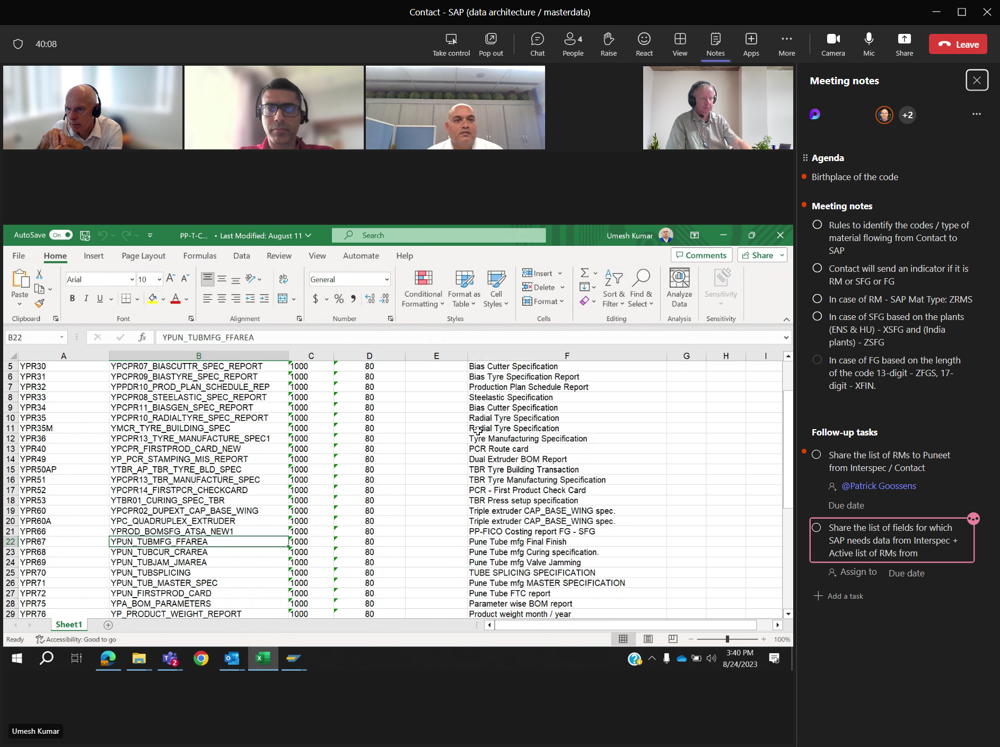 Contact - SAP (data architecture / masterdata)
40:08
Take control
Pop out
Chat
People
4
Raise
React
View
Notes
Apps
More
Camera
Mic
Share
Leave
AutoSave On
PP-T-C... • Last Modified: August 11
Search
Umesh Kumar
File Home Insert Page Layout Formulas Data Review View Automate Help
Comments Share
Paste
Arial 10
B I U
General
$ %
Conditional Formatting
Format as Table
Cell Styles
Insert
Delete
Format
Sort & Filter
Find & Select
Analyze Data
Sensitivity
Clipboard Font Alignment Number Styles Cells Editing Analysis Sensitivity
B22 fx YPUN_TUBMFG_FFAREA
A B C D E F G H I
5 YPR30 YPCPR07_BIASCUTTR_SPEC_REPORT 1000 80 Bias Cutter Specification
6 YPR31 YPCPR09_BIASTYRE_SPEC_REPORT 1000 80 Bias Tyre Specification Report
7 YPR32 YPPDR10_PROD_PLAN_SCHEDULE_REP 1000 80 Production Plan Schedule Report
8 YPR33 YPCPR08_STEELASTIC_SPEC_REPORT 1000 80 Steelastic Specification
9 YPR34 YPCPR11_BIASGEN_SPEC_REPORT 1000 80 Bias Cutter Specification
10 YPR35 YPCPR10_RADIALTYRE_SPEC_REPORT 1000 80 Radial Tyre Specification
11 YPR35M YMCR_TYRE_BUILDING_SPEC 1000 80 Radial Tyre Specification
12 YPR36 YPCPR13_TYRE_MANUFACTURE_SPEC1 1000 80 Tyre Manufacturing Specification
13 YPR40 YPCPR_FIRSTPROD_CARD_NEW 1000 80 PCR Route card
14 YPR49 YP_PCR_STAMPING_MIS_REPORT 1000 80 Dual Extruder BOM Report
15 YPR50AP YTBR_AP_TBR_TYRE_BLD_SPEC 1000 80 TBR Tyre Building Transaction
16 YPR51 YPCPR13_TBR_MANUFACTURE_SPEC 1000 80 TBR Tyre Manufacturing Specification
17 YPR52 YPCPR14_FIRSTPCR_CHECKCARD 1000 80 PCR - First Product Check Card
18 YPR53 YTBR01_CURING_SPEC_TBR 1000 80 TBR Press setup specification
19 YPR60 YPCPR02_DUPEXT_CAP_BASE_WING 1000 80 Triple extruder CAP_BASE_WING spec.
20 YPR60A YPC_QUADRUPLEX_EXTRUDER 1000 80 Triple extruder CAP_BASE_WING spec.
21 YPR66 YPROD_BOMSFG_ATSA_NEW1 1000 80 PP-FICO Costing report FG - SFG
22 YPR67 YPUN_TUBMFG_FFAREA 1000 80 Pune Tube mfg Final Finish
23 YPR68 YPUN_TUBCUR_CRAREA 1000 80 Pune Tube mfg Curing specification.
24 YPR69 YPUN_TUBJAM_JMAREA 1000 80 Pune Tube mfg Valve Jamming
25 YPR70 YPUN_TUBSPLICING 1000 80 TUBE SPLICING SPECIFICATION
26 YPR71 YPUN_TUB_MASTER_SPEC 1000 80 Pune Tube mfg MASTER SPECIFICATION
27 YPR72 YPUN_FIRSTPROD_CARD 1000 80 Pune Tube FTC report
28 YPR75 YPA_BOM_PARAMETERS 1000 80 Parameter wise BOM report
29 YPR76 YP_PRODUCT_WEIGHT_REPORT 1000 80 Product weight month / year
Sheet1
Ready Accessibility: Good to go 100%
3:40 PM
8/24/2023
2
Umesh Kumar
Meeting notes
+2
Agenda
Birthplace of the code
Meeting notes
Rules to identify the codes / type of
material flowing from Contact to
SAP
Contact will send an indicator if it is
RM or SFG or FG
In case of RM - SAP Mat Type: ZRMS
In case of SFG based on the plants
(ENS & HU) - XSFG and (India
plants) - ZSFG
In case of FG based on the length
of the code 13-digit - ZFGS, 17-
digit - XFIN.
Follow-up tasks
Share the list of RMs to Puneet
from Interspec / Contact
@Patrick Goossens
Due date
Share the list of fields for which
SAP needs data from Interspec +
Active list of RMs from
Assign to Due date
Add a task